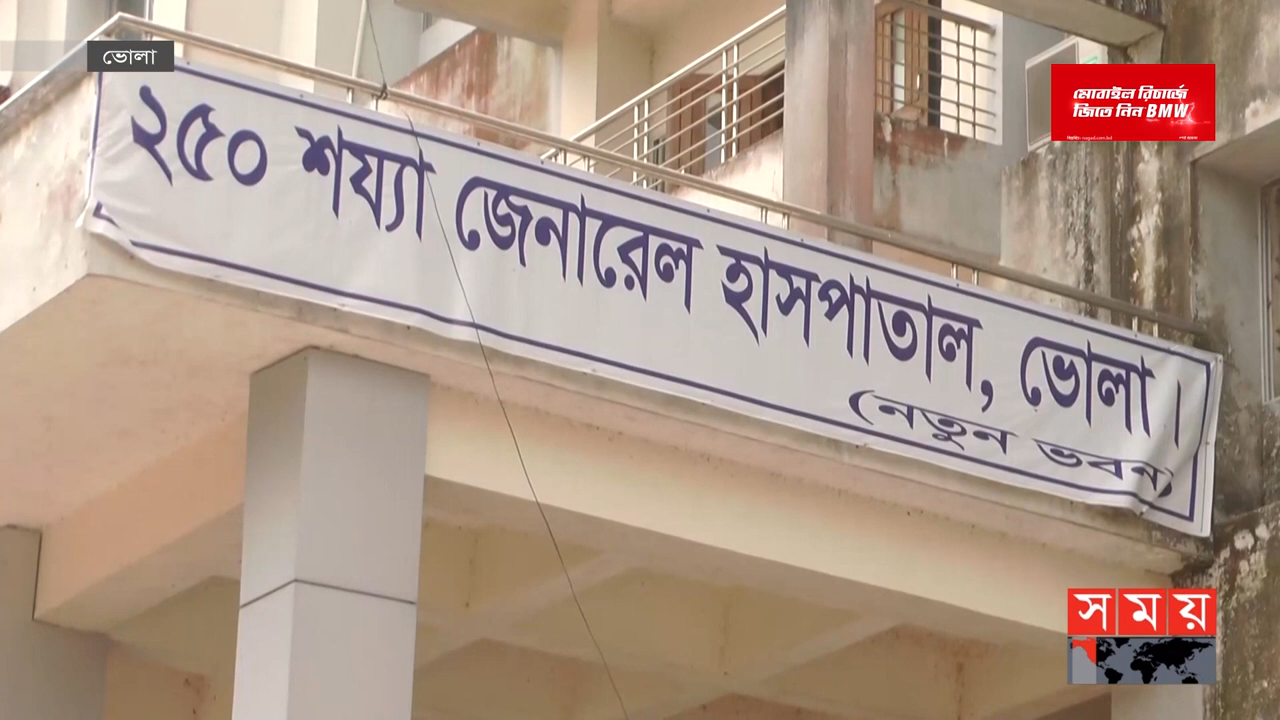 ভোলা
মোবাইল রিচার্জে
জিতে নিন BMW
২৫০ শয্যা জেনারেল হাসপাতাল, ভোলা।
(নতুন ভবন)
সময়